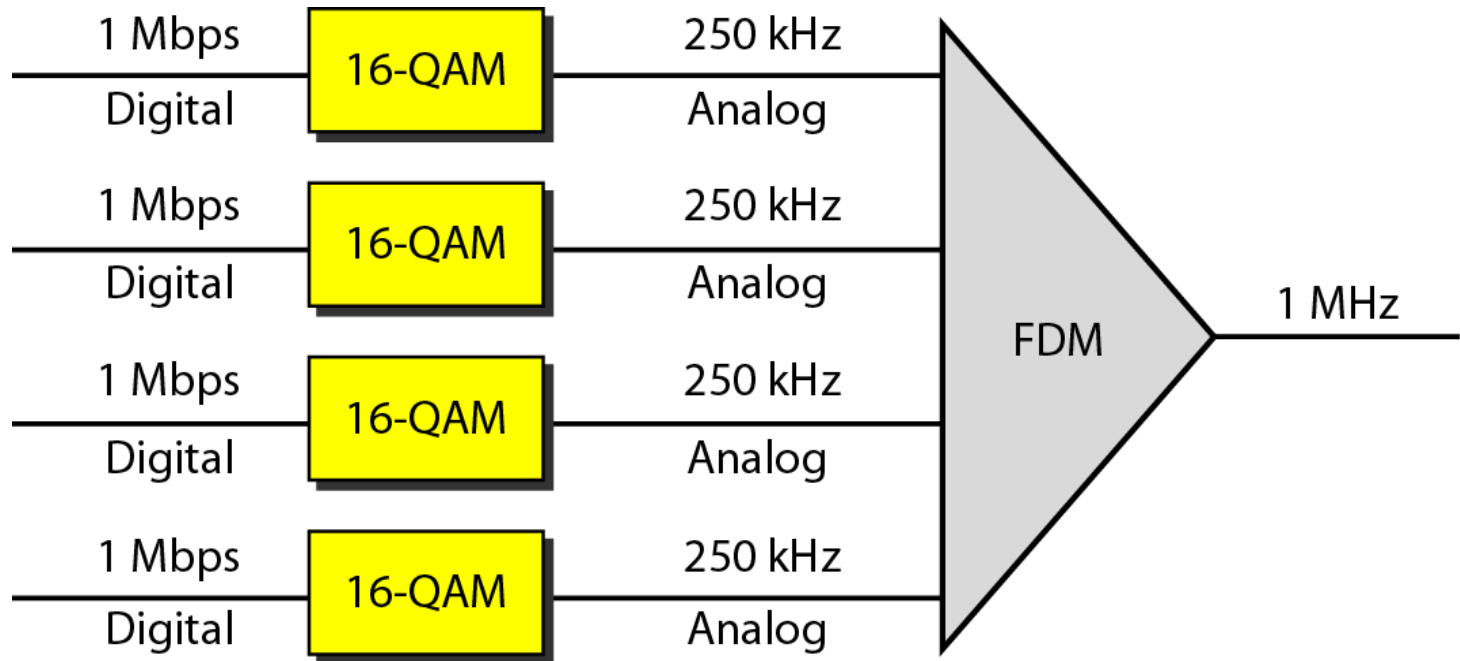 1 Mbps
Digital
16-QAM
250 kHz
Analog
1 Mbps
Digital
16-QAM
250 kHz
Analog
1 Mbps
Digital
16-QAM
250 kHz
Analog
1 Mbps
Digital
16-QAM
250 kHz
Analog
FDM
1 MHz